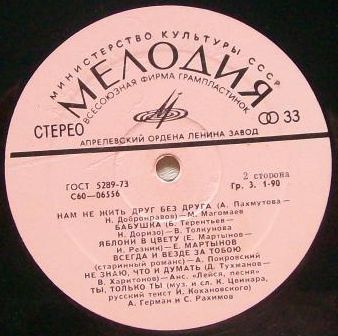 МИНИСТЕРСТВО КУЛЬТУРЫ СССР
МЕЛОДИЯ
ВСЕСОЮЗНАЯ ФИРМА ГРАМПЛАСТИНОК
СТЕРЕО
33
АПРЕЛЕВСКИЙ ОРДЕНА ЛЕНИНА ЗАВОД
ГОСТ 5289-73
С60—06556
2 сторона
Гр. 3. 1-90
НАМ НЕ ЖИТЬ ДРУГ БЕЗ ДРУГА (А. Пахмутова—
Н. Добронравов)—М. Магомаев
БАБУШКА (В. Терентьев—
Н. Доризо) В. Толкунова
ЯБЛОНИ В ЦВЕТУ (Е. Мартынов—
И. Резник) Е. МАРТЫНОВ
ВСЕГДА И ВЕЗДЕ ЗА ТОБОЮ
(старинный романс) А. Покровский
НЕ ЗНАЮ, ЧТО И ДУМАТЬ (Д. Тухманов—
В. Харитонов)—Анс. «Лейся, песня»
ТЫ, ТОЛЬКО ТЫ (муз. и сл. К. Цвинара,
русский текст И. Кохановского)
А. Герман и С. Рахимов